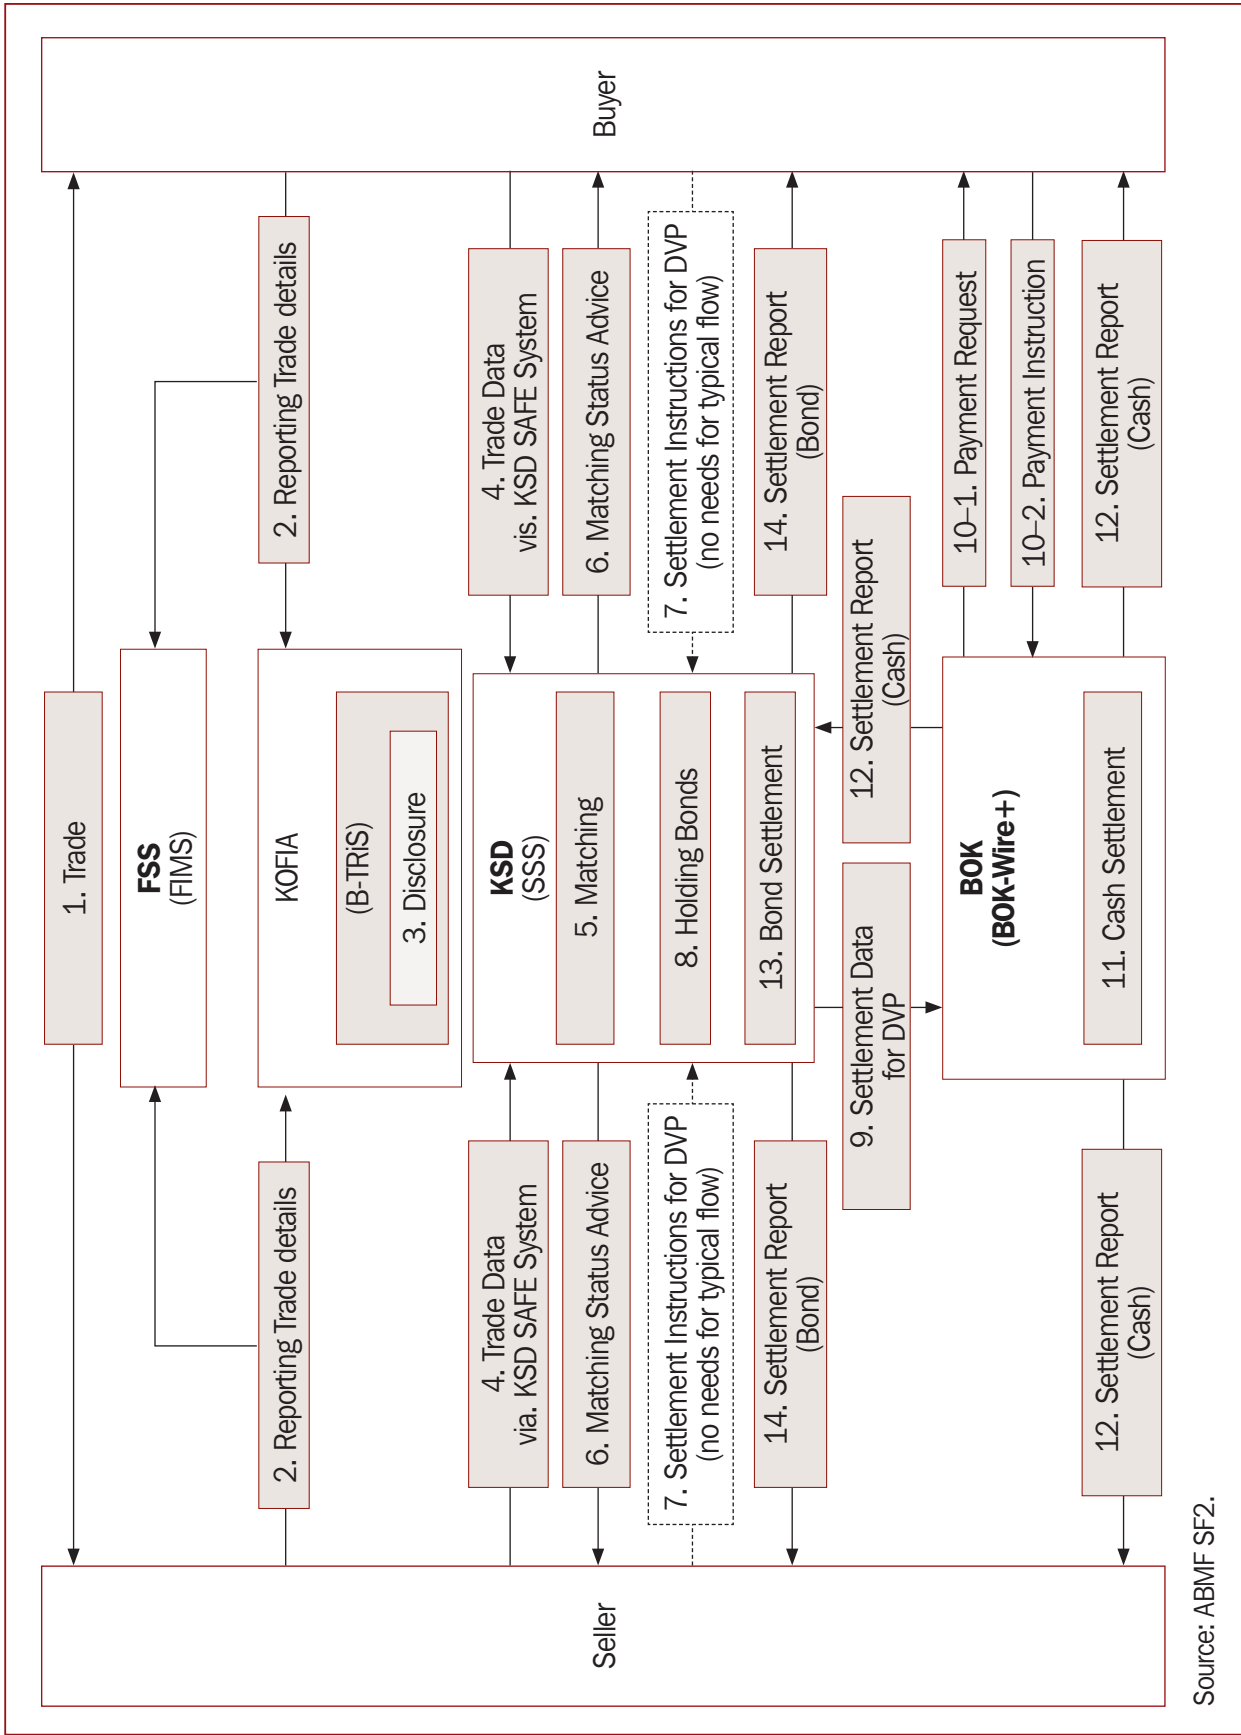 Seller
Buyer
1. Trade
FSS
(FIMS)
2. Reporting Trade details
2. Reporting Trade details
KOFIA
(B-TRiS)
3. Disclosure
4. Trade Data
via. KSD SAFE System
KSD
(SSS)
4. Trade Data
vis. KSD SAFE System
6. Matching Status Advice
5. Matching
6. Matching Status Advice
7. Settlement Instructions for DVP
(no needs for typical flow)
8. Holding Bonds
7. Settlement Instructions for DVP
(no needs for typical flow)
14. Settlement Report
(Bond)
13. Bond Settlement
14. Settlement Report
(Bond)
9. Settlement Data
for DVP
12. Settlement Report
(Cash)
BOK
(BOK-Wire+)
10–1. Payment Request
10–2. Payment Instruction
12. Settlement Report
(Cash)
11. Cash Settlement
12. Settlement Report
(Cash)
Source: ABMF SF2.